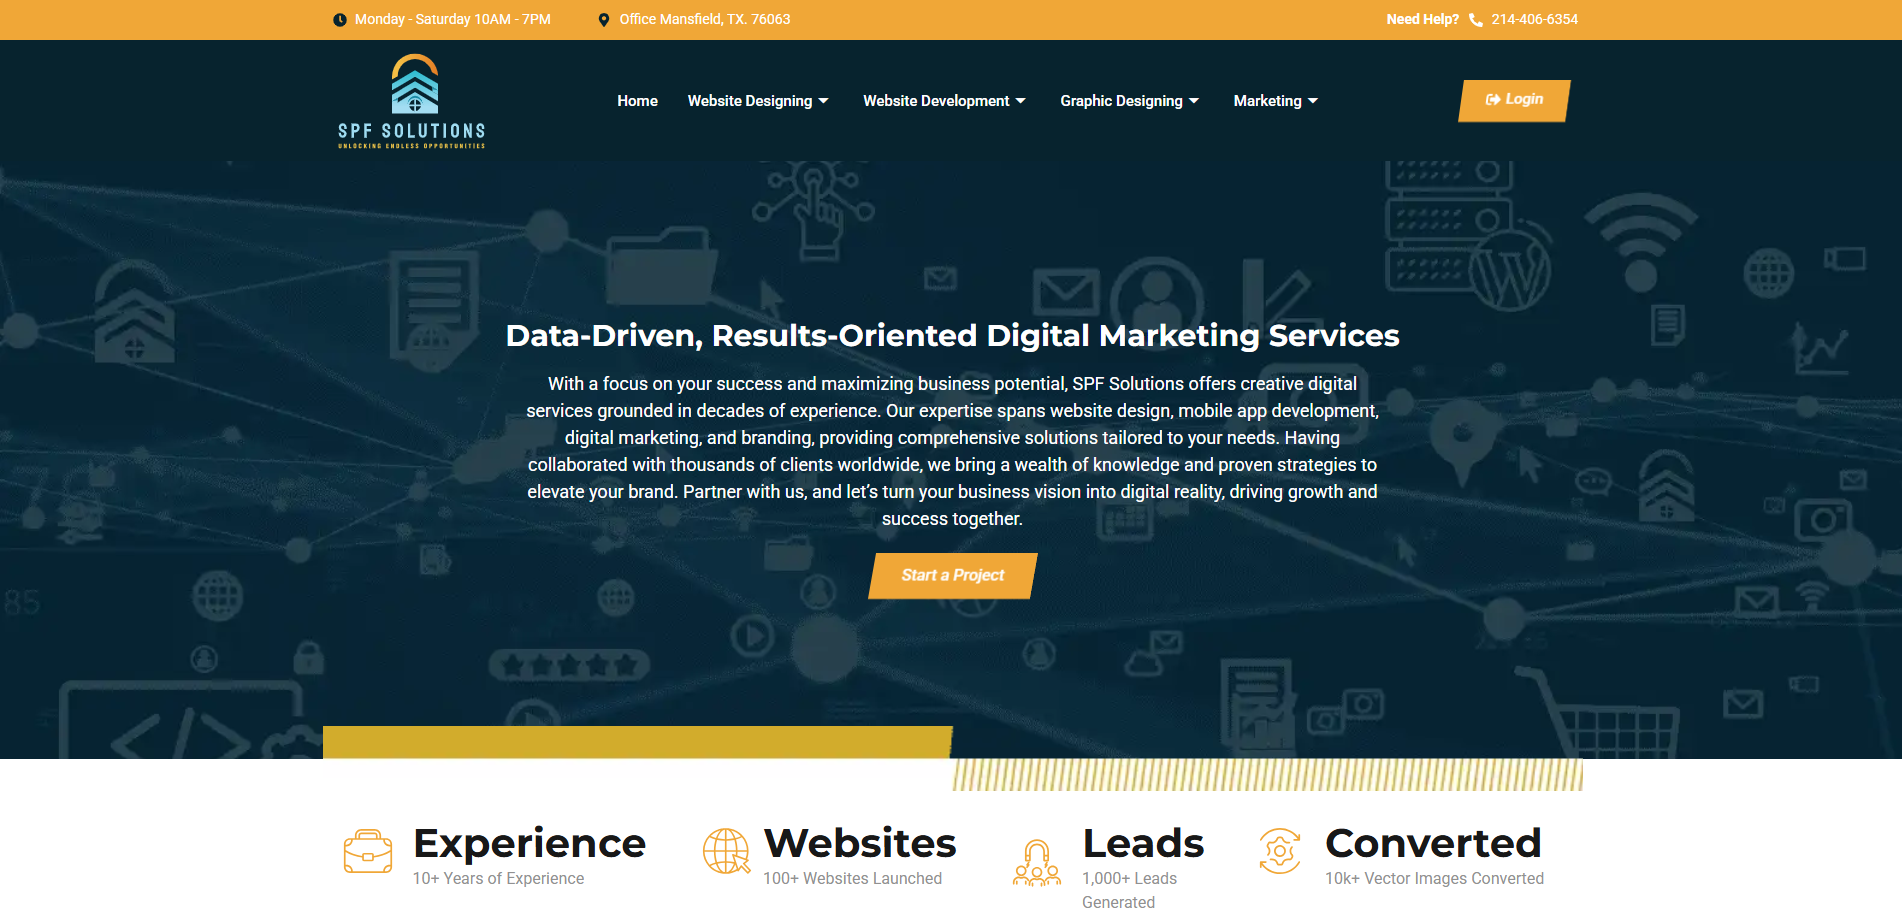 Monday - Saturday 10AM - 7PM
Office Mansfield, TX. 76063
Need Help? 214-406-6354
SPF SOLUTIONS
UNLOCKING ENDLESS OPPORTUNITIES
Home
Website Designing
Website Development
Graphic Designing
Marketing
Login
Data-Driven, Results-Oriented Digital Marketing Services
With a focus on your success and maximizing business potential, SPF Solutions offers creative digital
services grounded in decades of experience. Our expertise spans website design, mobile app development,
digital marketing, and branding, providing comprehensive solutions tailored to your needs. Having
collaborated with thousands of clients worldwide, we bring a wealth of knowledge and proven strategies to
elevate your brand. Partner with us, and let’s turn your business vision into digital reality, driving growth and
success together.
Start a Project
85
Experience
10+ Years of Experience
Websites
100+ Websites Launched
Leads
1,000+ Leads
Generated
Converted
10k+ Vector Images Converted